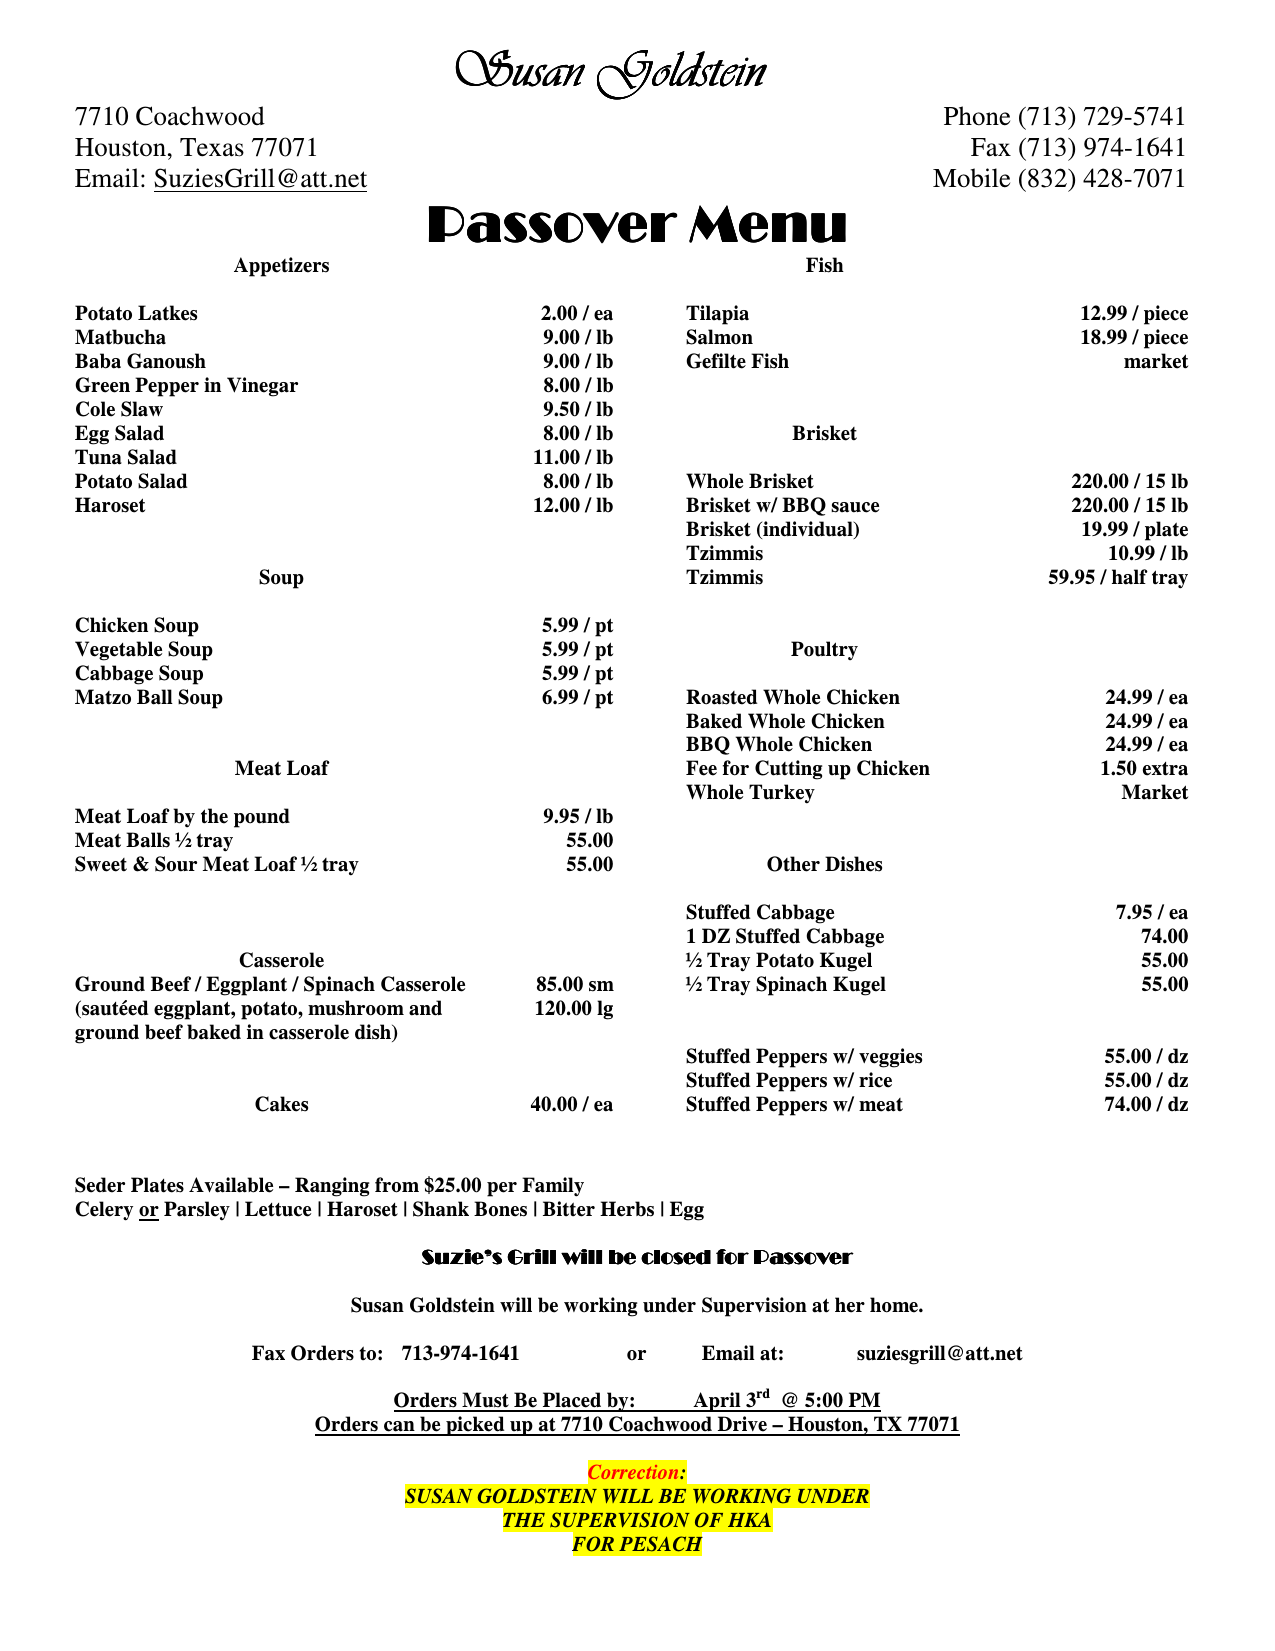 Susan Goldstein
7710 Coachwood
Houston, Texas 77071
Email: SuziesGrill@att.net
Phone (713) 729-5741
Fax (713) 974-1641
Mobile (832) 428-7071
Passover Menu
Appetizers
Potato Latkes 2.00 / ea
Matbucha 9.00 / lb
Baba Ganoush 9.00 / lb
Green Pepper in Vinegar 8.00 / lb
Cole Slaw 9.50 / lb
Egg Salad 8.00 / lb
Tuna Salad 11.00 / lb
Potato Salad 8.00 / lb
Haroset 12.00 / lb
Soup
Chicken Soup 5.99 / pt
Vegetable Soup 5.99 / pt
Cabbage Soup 5.99 / pt
Matzo Ball Soup 6.99 / pt
Meat Loaf
Meat Loaf by the pound 9.95 / lb
Meat Balls ½ tray 55.00
Sweet & Sour Meat Loaf ½ tray 55.00
Casserole
Ground Beef / Eggplant / Spinach Casserole 85.00 sm
(sautéed eggplant, potato, mushroom and 120.00 lg
ground beef baked in casserole dish)
Cakes 40.00 / ea
Fish
Tilapia 12.99 / piece
Salmon 18.99 / piece
Gefilte Fish market
Brisket
Whole Brisket 220.00 / 15 lb
Brisket w/ BBQ sauce 220.00 / 15 lb
Brisket (individual) 19.99 / plate
Tzimmis 10.99 / lb
Tzimmis 59.95 / half tray
Poultry
Roasted Whole Chicken 24.99 / ea
Baked Whole Chicken 24.99 / ea
BBQ Whole Chicken 24.99 / ea
Fee for Cutting up Chicken 1.50 extra
Whole Turkey Market
Other Dishes
Stuffed Cabbage 7.95 / ea
1 DZ Stuffed Cabbage 74.00
½ Tray Potato Kugel 55.00
½ Tray Spinach Kugel 55.00
Stuffed Peppers w/ veggies 55.00 / dz
Stuffed Peppers w/ rice 55.00 / dz
Stuffed Peppers w/ meat 74.00 / dz
Seder Plates Available – Ranging from $25.00 per Family
Celery or Parsley | Lettuce | Haroset | Shank Bones | Bitter Herbs | Egg
Suzie's Grill will be closed for Passover
Susan Goldstein will be working under Supervision at her home.
Fax Orders to: 713-974-1641 or Email at: suziesgrill@att.net
Orders Must Be Placed by: April 3rd @ 5:00 PM
Orders can be picked up at 7710 Coachwood Drive – Houston, TX 77071
Correction:
SUSAN GOLDSTEIN WILL BE WORKING UNDER
THE SUPERVISION OF HKA
FOR PESACH